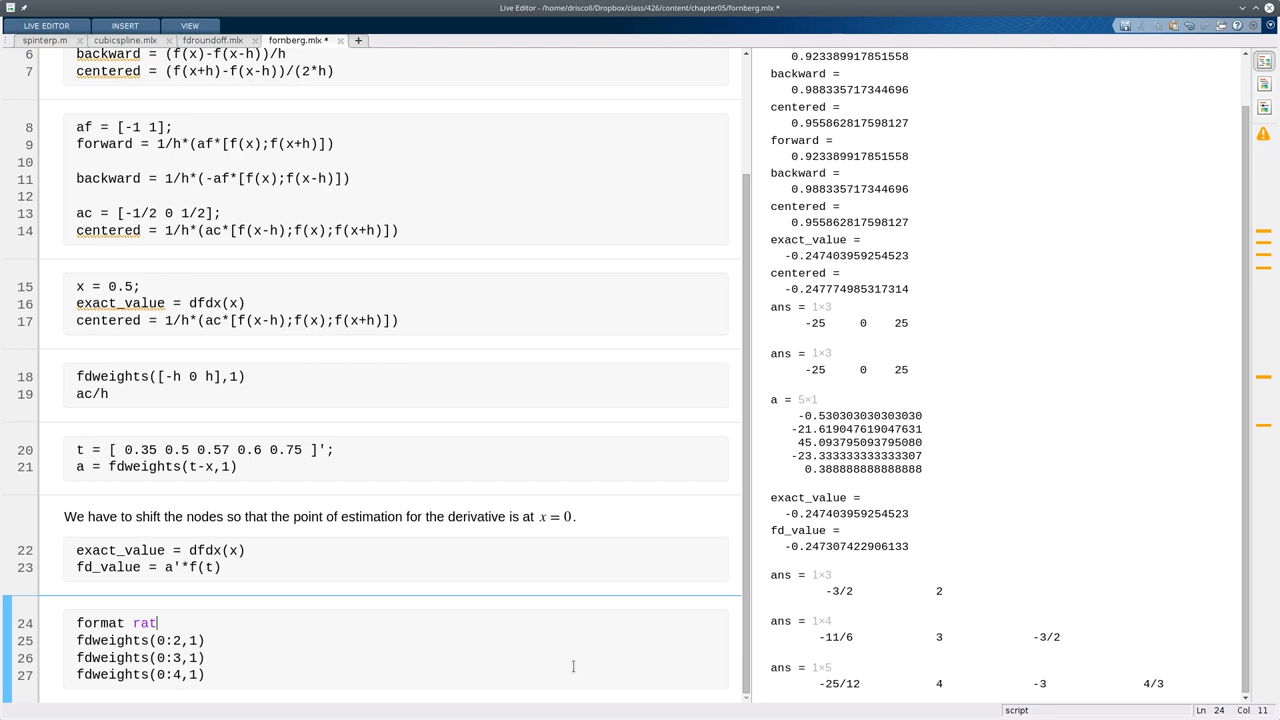 Live Editor - /home/driscoll/Dropbox/class/426/content/chapter05/fornberg.mlx *
LIVE EDITOR INSERT VIEW
spinterp.m cubicspline.mlx fdroundoff.mlx fornberg.mlx *
6 backward = (f(x)-f(x-h))/h
7 centered = (f(x+h)-f(x-h))/(2*h)
8 af = [-1 1];
9 forward = 1/h*(af*[f(x);f(x+h)])
10
11 backward = 1/h*(-af*[f(x);f(x-h)])
12
13 ac = [-1/2 0 1/2];
14 centered = 1/h*(ac*[f(x-h);f(x);f(x+h)])
15 x = 0.5;
16 exact_value = dfdx(x)
17 centered = 1/h*(ac*[f(x-h);f(x);f(x+h)])
18 fdweights([-h 0 h],1)
19 ac/h
20 t = [ 0.35 0.5 0.57 0.6 0.75 ]';
21 a = fdweights(t-x,1)
We have to shift the nodes so that the point of estimation for the derivative is at x = 0.
22 exact_value = dfdx(x)
23 fd_value = a'*f(t)
24 format rat
25 fdweights(0:2,1)
26 fdweights(0:3,1)
27 fdweights(0:4,1)
0.923389917851558
backward =
0.988335717344696
centered =
0.955862817598127
forward =
0.923389917851558
backward =
0.988335717344696
centered =
0.955862817598127
exact_value =
-0.247403959254523
centered =
-0.247774985317314
ans = 1×3
-25 0 25
ans = 1×3
-25 0 25
a = 5×1
-0.530303030303030
-21.619047619047631
45.093795093795080
-23.333333333333307
0.388888888888888
exact_value =
-0.247403959254523
fd_value =
-0.247307422906133
ans = 1×3
-3/2 2
ans = 1×4
-11/6 3 -3/2
ans = 1×5
-25/12 4 -3 4/3
script Ln 24 Col 11